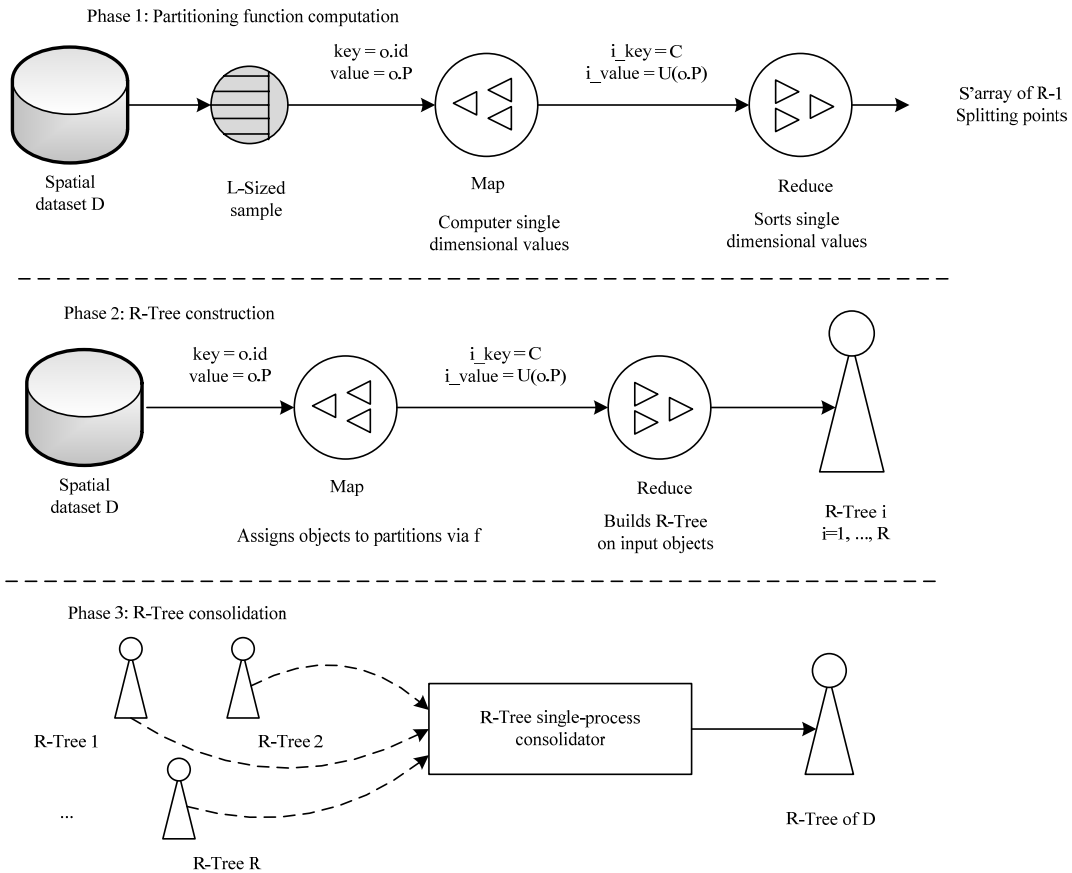 Phase 1: Partitioning function computation
key = o.id
value = o.P
i_key = C
i_value = U(o.P)
S'array of R-1
Splitting points
Spatial
dataset D
L-Sized
sample
Map
Reduce
Computer single
dimensional values
Sorts single
dimensional values
Phase 2: R-Tree construction
key = o.id
value = o.P
i_key = C
i_value = U(o.P)
Spatial
dataset D
Map
Reduce
Assigns objects to partitions via f
Builds R-Tree
on input objects
R-Tree i
i=1, ..., R
Phase 3: R-Tree consolidation
R-Tree 1
R-Tree 2
R-Tree single-process
consolidator
...
R-Tree R
R-Tree of D